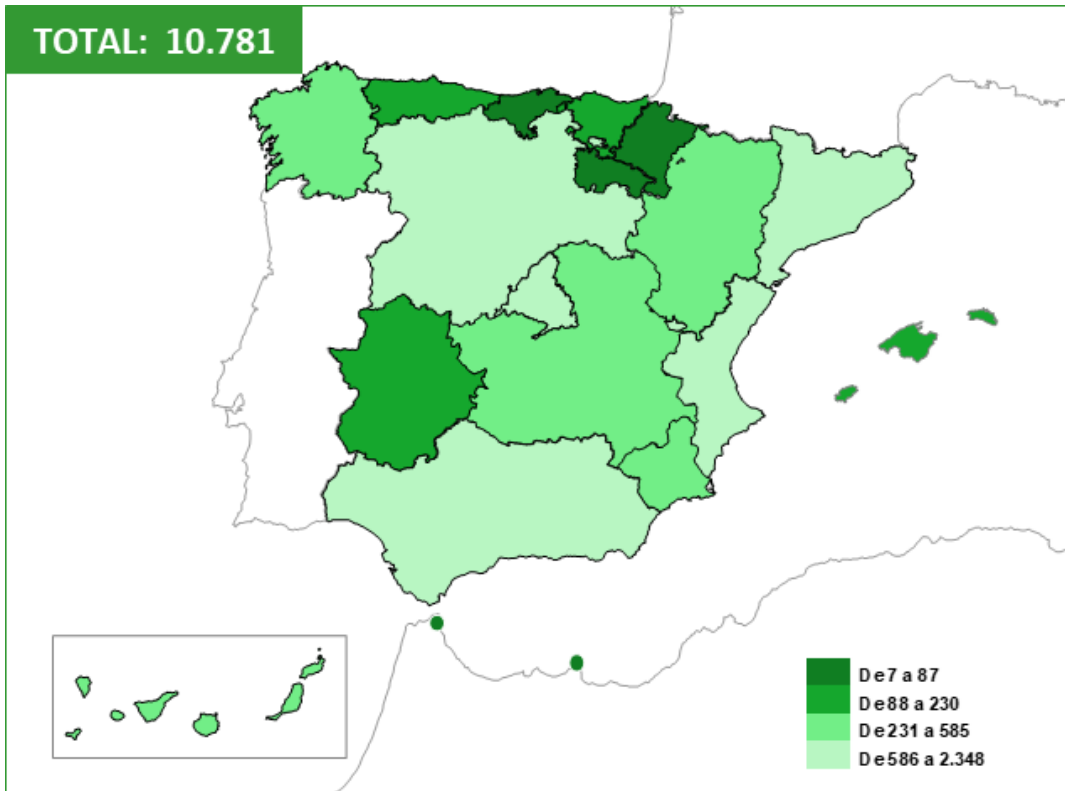 TOTAL: 10.781
De 7 a 87
De 88 a 230
De 231 a 585
De 586 a 2.348